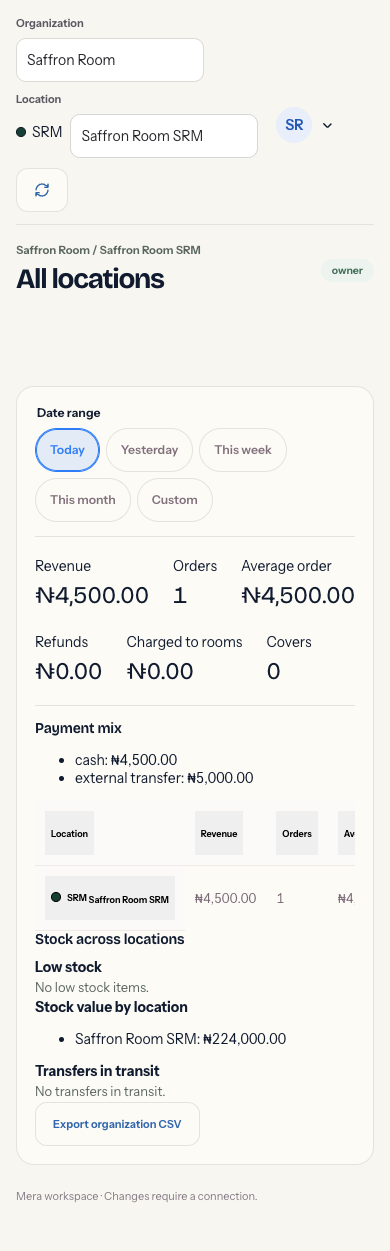 Organization
Saffron Room
Location
SRM
Saffron Room SRM
SR
Saffron Room / Saffron Room SRM
All locations
owner
Date range
Today Yesterday This week
This month Custom
Revenue Orders Average order
₦4,500.00 1 ₦4,500.00
Refunds Charged to rooms Covers
₦0.00 ₦0.00 0
Payment mix
• cash: ₦4,500.00
• external transfer: ₦5,000.00
Location Revenue Orders
SRM Saffron Room SRM ₦4,500.00 1
Stock across locations
Low stock
No low stock items.
Stock value by location
• Saffron Room SRM: ₦224,000.00
Transfers in transit
No transfers in transit.
Export organization CSV
Mera workspace · Changes require a connection.